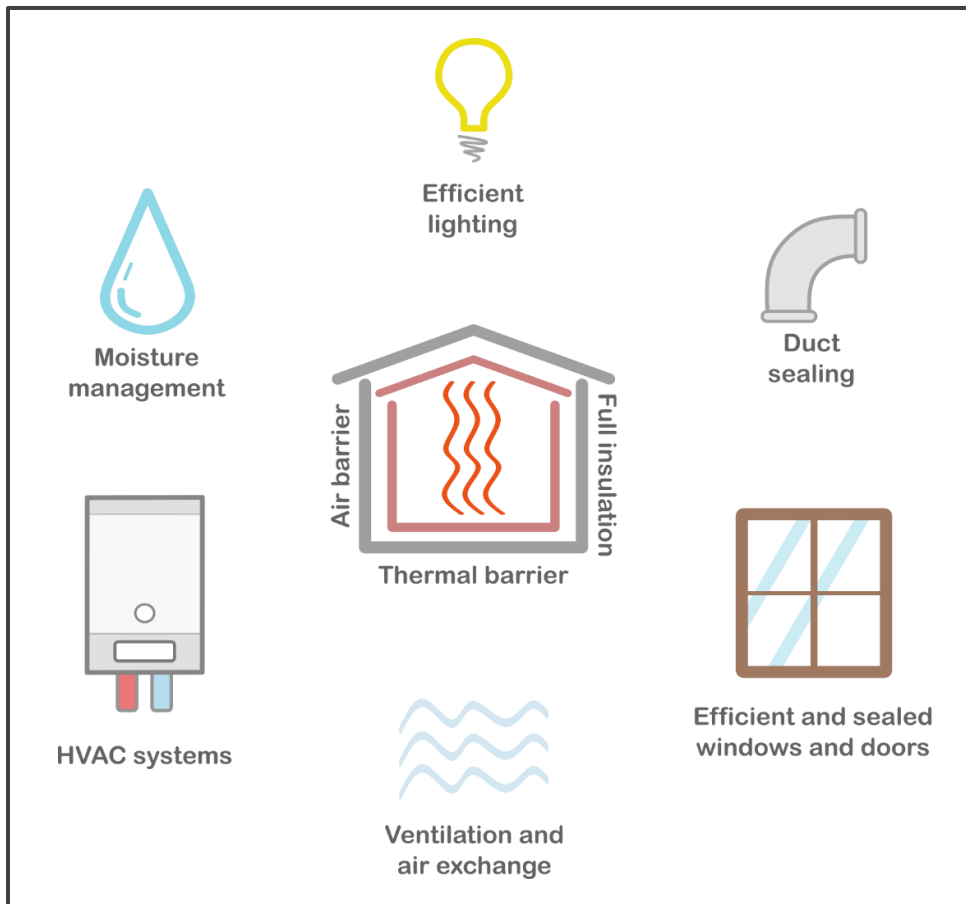 Efficient
lighting
Moisture
management
Duct
sealing
Air barrier
Full insulation
Thermal barrier
HVAC systems
Efficient and sealed
windows and doors
Ventilation and
air exchange